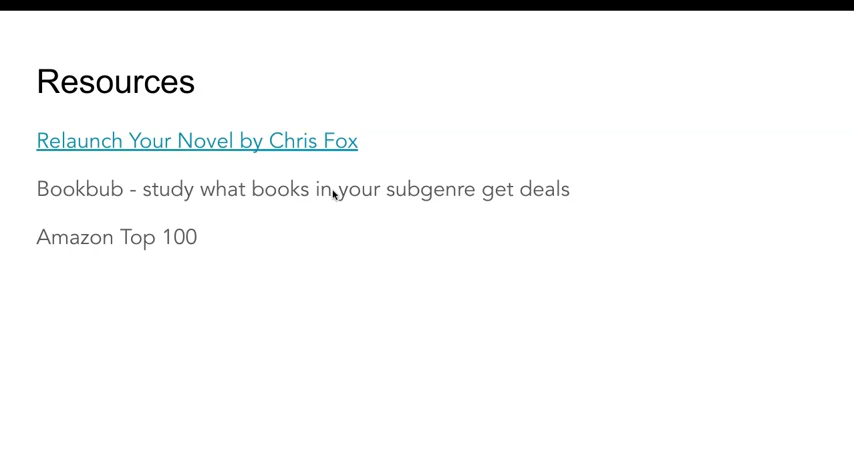 Resources
Relaunch Your Novel by Chris Fox
Bookbub - study what books in your subgenre get deals
Amazon Top 100